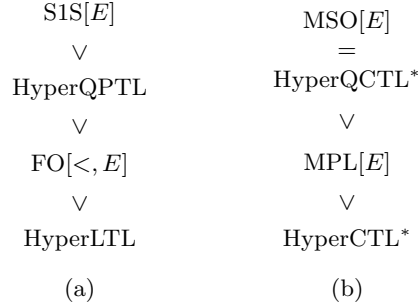 S1S[E]
∨
HyperQPTL
∨
FO[<, E]
∨
HyperLTL
(a)
MSO[E]
=
HyperQCTL*
∨
MPL[E]
∨
HyperCTL*
(b)